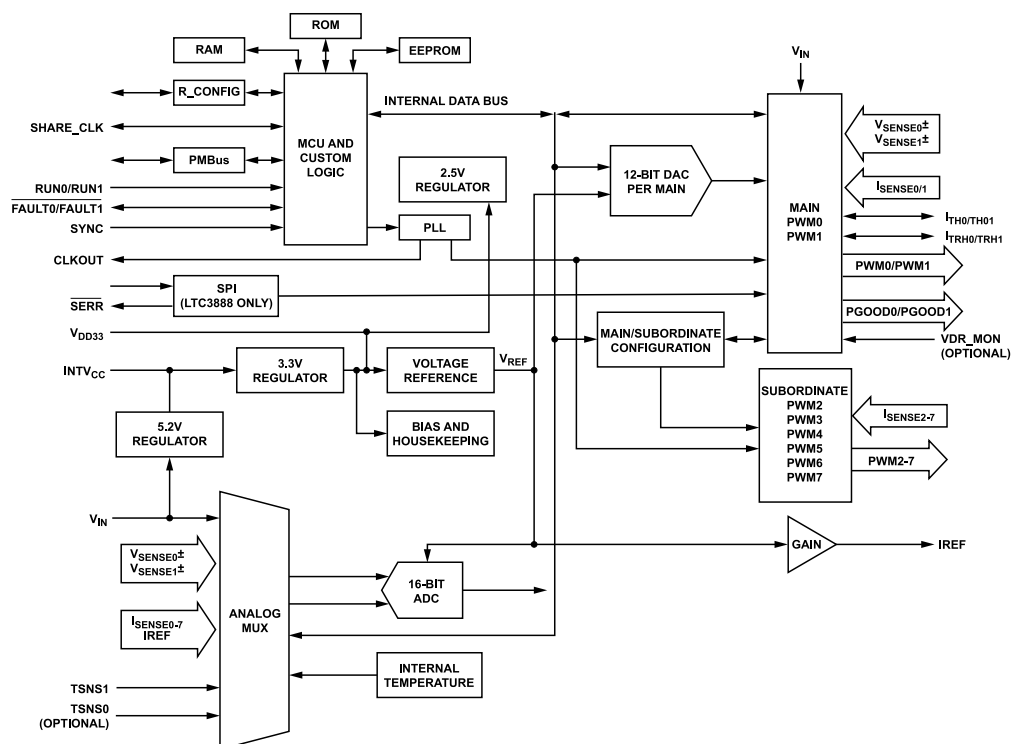 ROM
RAM
EEPROM
R_CONFIG
SHARE_CLK
PMBus
RUN0/RUN1
FAULT0/FAULT1
SYNC
CLKOUT
MCU AND
CUSTOM
LOGIC
INTERNAL DATA BUS
2.5V
REGULATOR
PLL
12-BIT DAC
PER MAIN
VIN
MAIN
PWM0
PWM1
VSENSE0±
VSENSE1±
ISENSE0/1
ITH0/TH01
ITRH0/TRH1
PWM0/PWM1
PGOOD0/PGOOD1
VDR_MON
(OPTIONAL)
SERR
SPI
(LTC3888 ONLY)
VDD33
INTVCC
3.3V
REGULATOR
VOLTAGE
REFERENCE
VREF
MAIN/SUBORDINATE
CONFIGURATION
5.2V
REGULATOR
BIAS AND
HOUSEKEEPING
SUBORDINATE
PWM2
PWM3
PWM4
PWM5
PWM6
PWM7
ISENSE2-7
PWM2-7
VIN
VSENSE0±
VSENSE1±
ISENSE0-7
IREF
ANALOG
MUX
16-BIT
ADC
GAIN
IREF
INTERNAL
TEMPERATURE
TSNS1
TSNS0
(OPTIONAL)